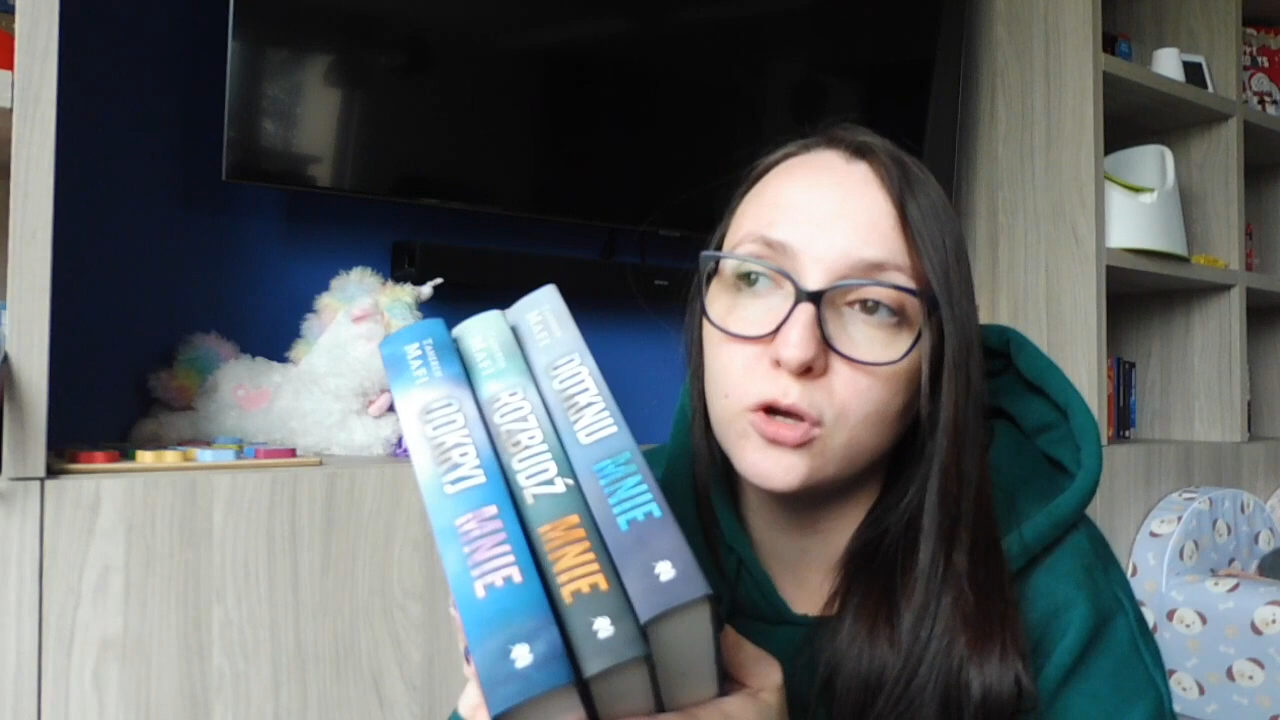 TAHEREH
MAFI
ODKRYJ MNIE
MAFI
ROZBUDŹ MNIE
MAFI
DOTKNIJ MNIE